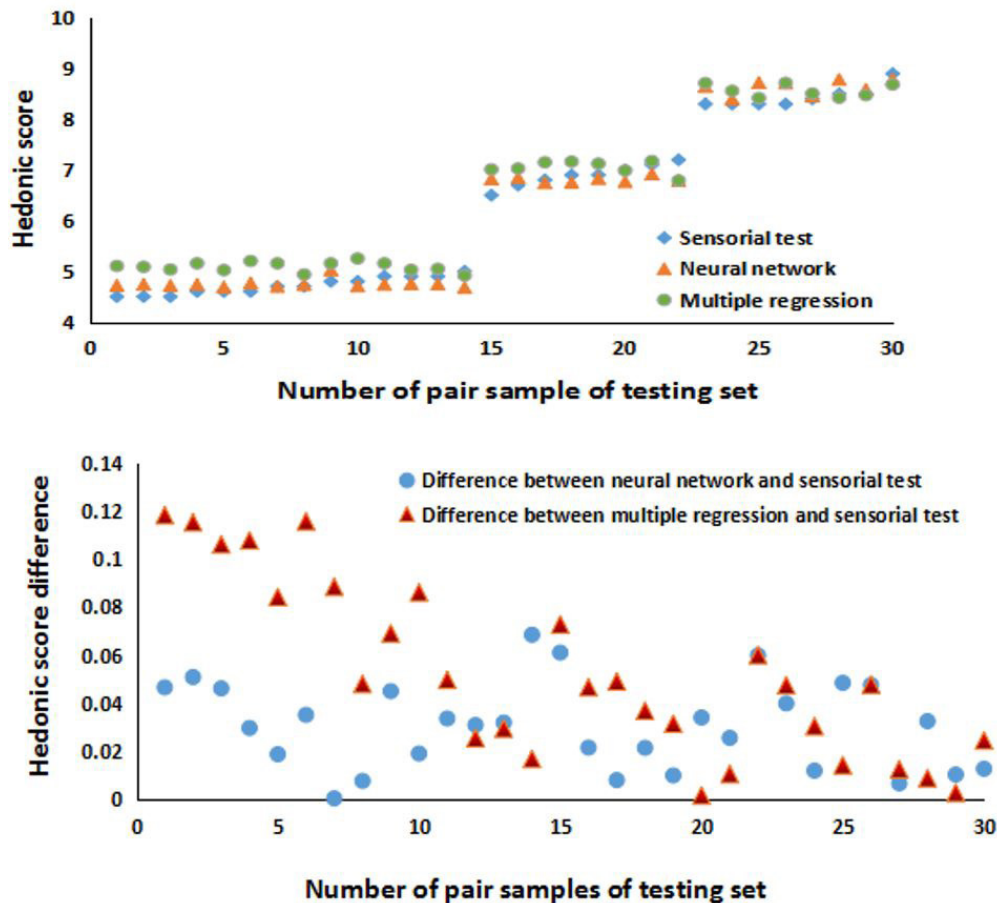 10
9
8
7
6
5
4
Hedonic score
Sensorial test
Neural network
Multiple regression
0 5 10 15 20 25 30
Number of pair sample of testing set
0.14
0.12
0.1
0.08
0.06
0.04
0.02
0
Hedonic score difference
Difference between neural network and sensorial test
Difference between multiple regression and sensorial test
0 5 10 15 20 25 30
Number of pair samples of testing set